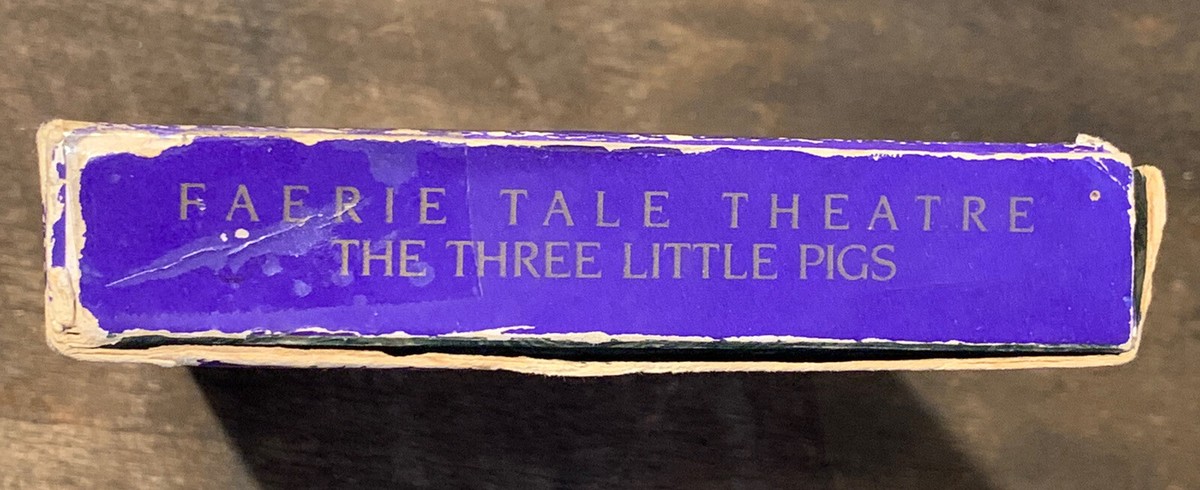 FAERIE TALE THEATRE
THE THREE LITTLE PIGS